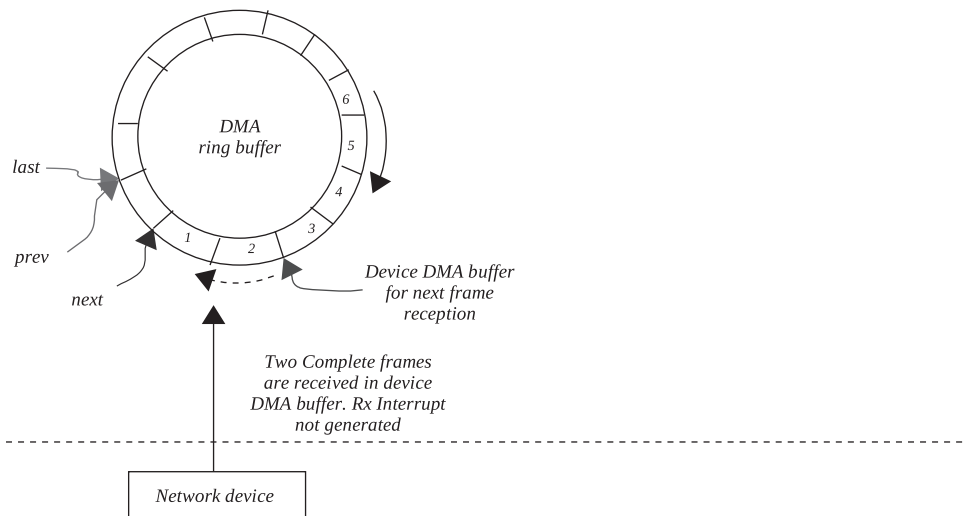 6
DMA
ring buffer
5
last
4
3
1
2
prev
next
Device DMA buffer
for next frame
reception
Two Complete frames
are received in device
DMA buffer. Rx Interrupt
not generated
Network device